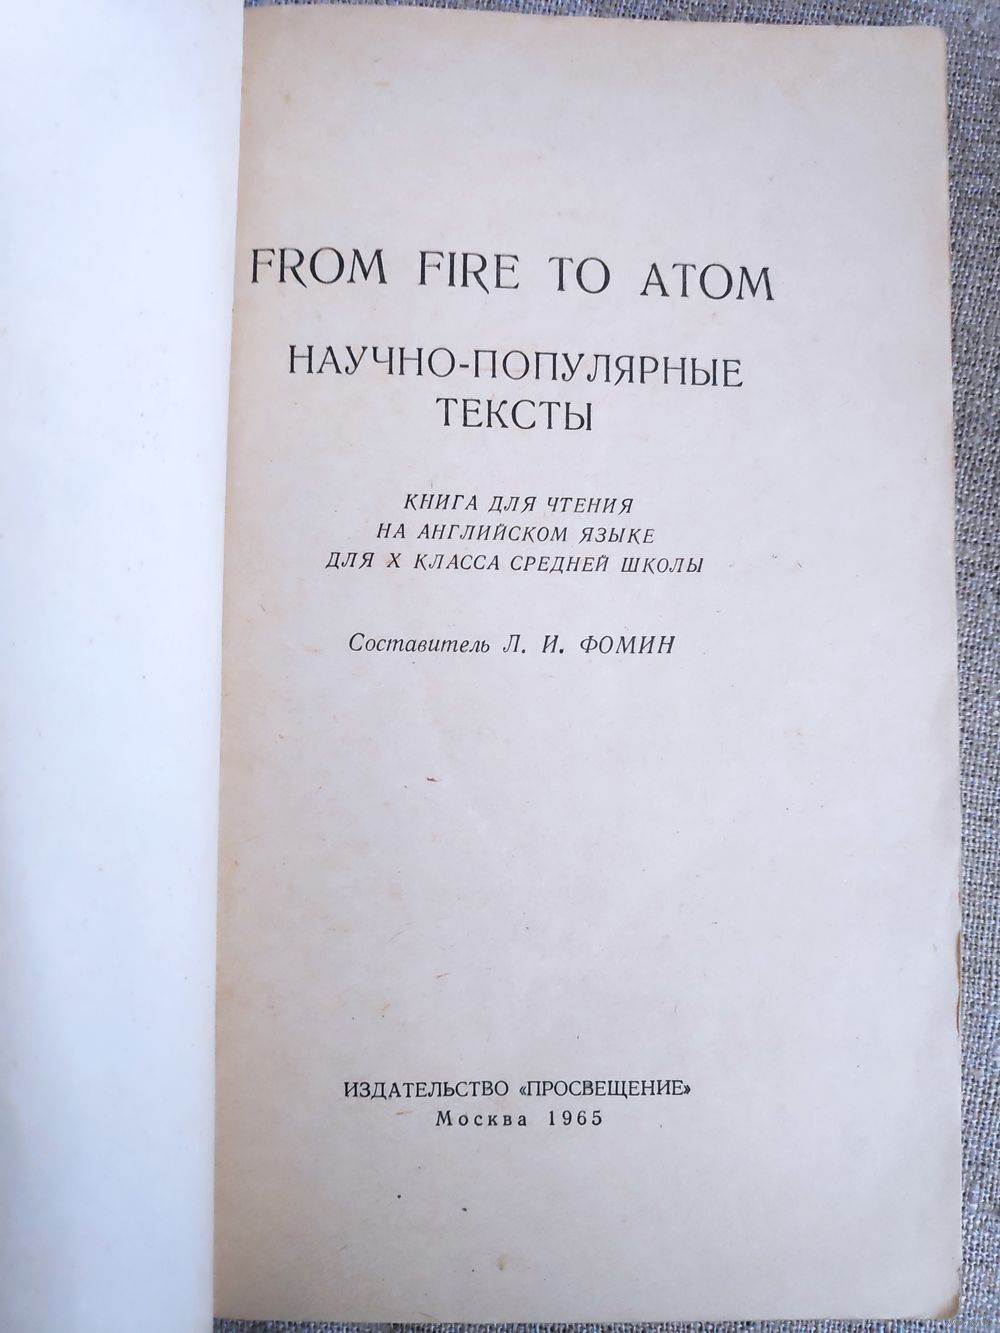 FROM FIRE TO ATOM
НАУЧНО-ПОПУЛЯРНЫЕ
ТЕКСТЫ
КНИГА ДЛЯ ЧТЕНИЯ
НА АНГЛИЙСКОМ ЯЗЫКЕ
ДЛЯ X КЛАССА СРЕДНЕЙ ШКОЛЫ
Составитель Л. И. ФОМИН
ИЗДАТЕЛЬСТВО «ПРОСВЕЩЕНИЕ»
Москва 1965